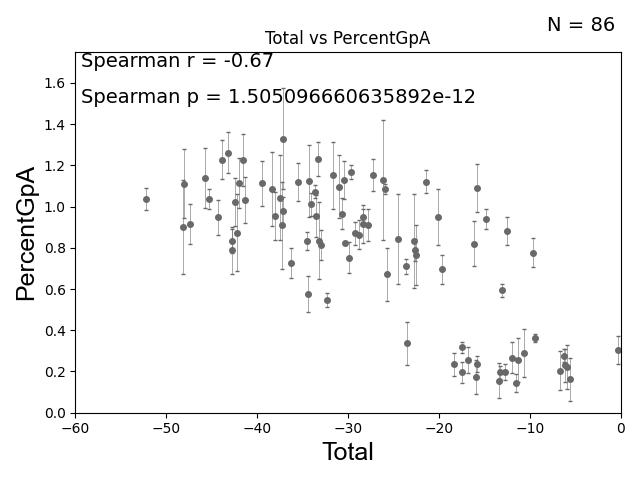 N = 86
Total vs PercentGpA
Spearman r = -0.67
Spearman p = 1.505096660635892e-12
PercentGpA
1.6
1.4
1.2
1.0
0.8
0.6
0.4
0.2
0.0
−60 −50 −40 −30 −20 −10 0
Total